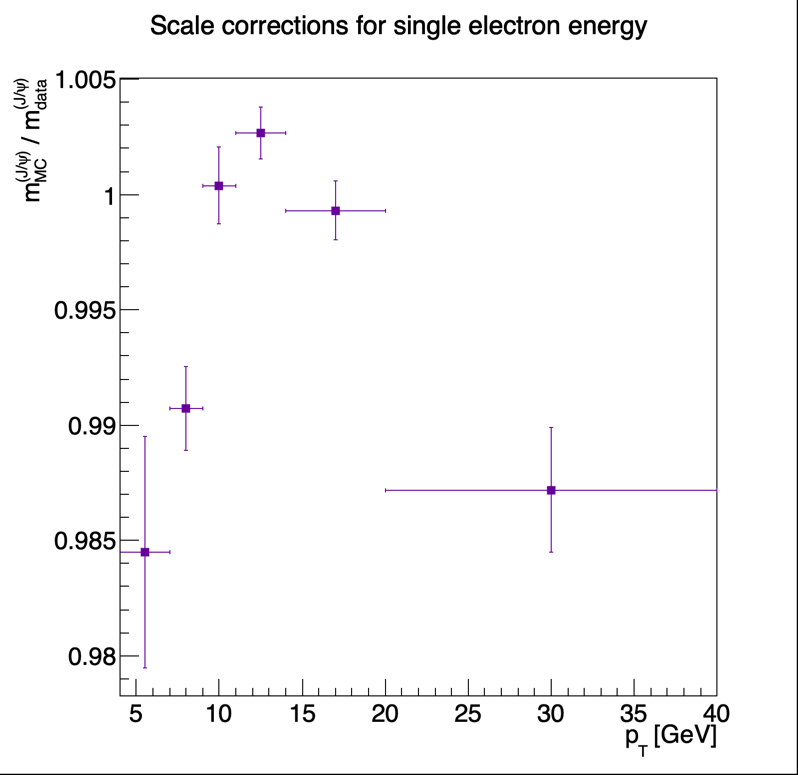 Scale corrections for single electron energy
m_MC^(J/ψ) / m_data^(J/ψ)
1.005
1
0.995
0.99
0.985
0.98
5 10 15 20 25 30 35 40
p_T [GeV]